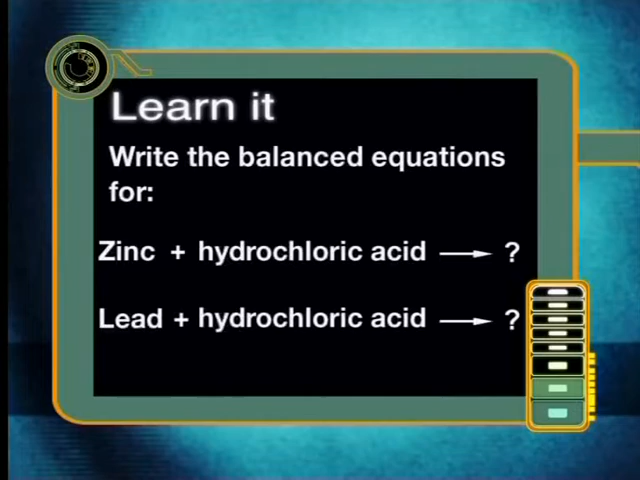 Learn it
Write the balanced equations
for:
Zinc + hydrochloric acid ⟶ ?
Lead + hydrochloric acid ⟶ ?